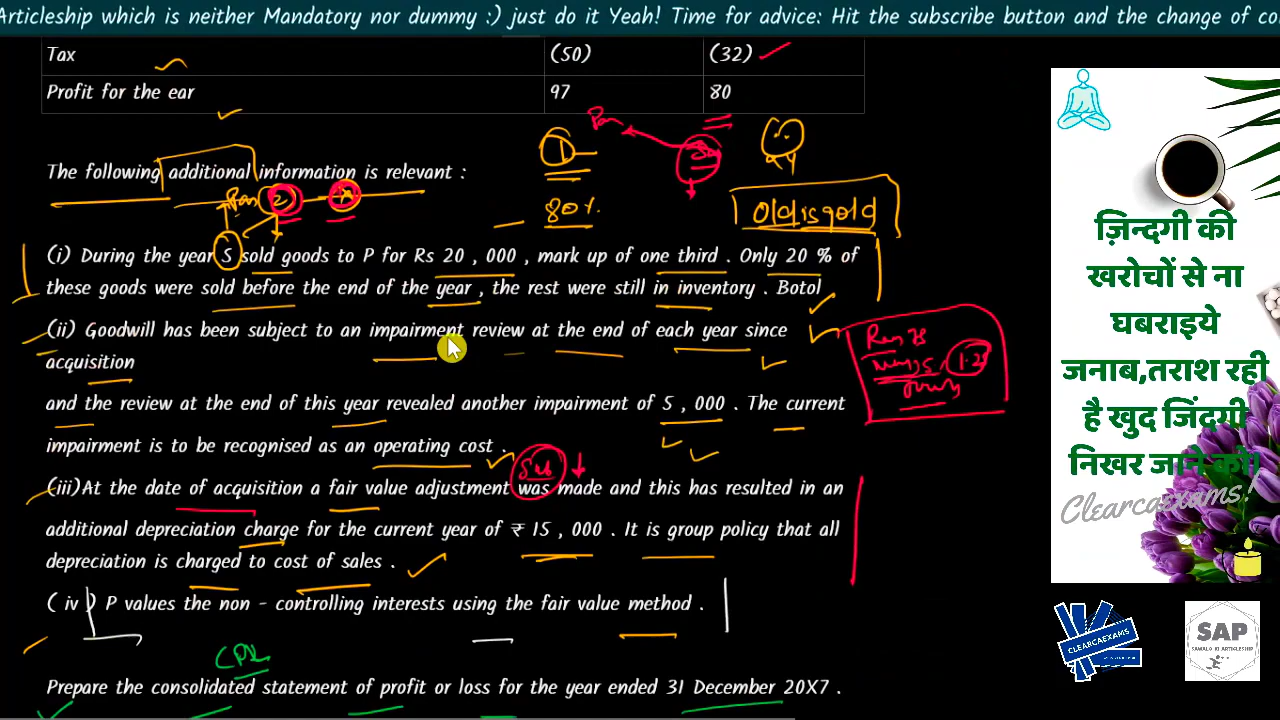 Articleship which is neither Mandatory nor dummy :) just do it Yeah! Time for advice: Hit the subscribe button and the change of co
Tax (50) (32)
Profit for the ear 97 80
The following additional information is relevant :
80%
Old is gold
(i) During the year S sold goods to P for Rs 20 , 000 , mark up of one third . Only 20 % of
these goods were sold before the end of the year , the rest were still in inventory . Botol
(ii) Goodwill has been subject to an impairment review at the end of each year since
acquisition
and the review at the end of this year revealed another impairment of 5 , 000 . The current
impairment is to be recognised as an operating cost .
(iii)At the date of acquisition a fair value adjustment was made and this has resulted in an
additional depreciation charge for the current year of ₹ 15 , 000 . It is group policy that all
depreciation is charged to cost of sales .
( iv ) P values the non - controlling interests using the fair value method .
CPL
Prepare the consolidated statement of profit or loss for the year ended 31 December 20X7 .
ज़िन्दगी की
खरोचों से ना
घबराइये
जनाब,तराश रही
है खुद जिंदगी
निखर जाने को।
Clearcaexams!
CLEARCAEXAMS
SAP
SAWALO KI ARTICLESHIP